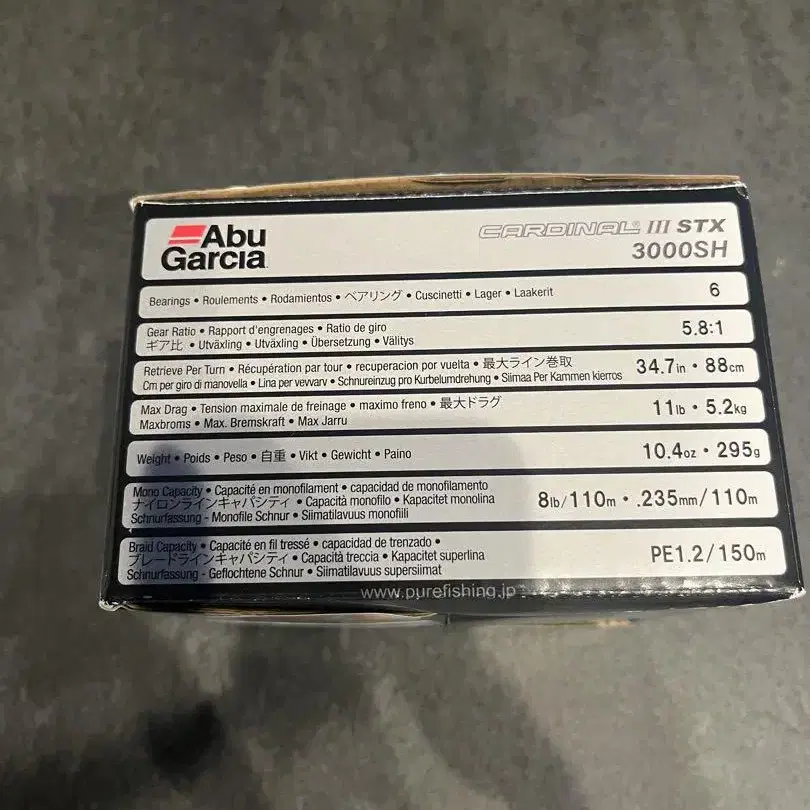 Abu
Garcia
CARDINAL® III STX
3000SH
Bearings • Roulements • Rodamientos • ベアリング • Cuscinetti • Lager • Laakerit
6
Gear Ratio • Rapport d'engrenages • Ratio de giro
ギア比 • Utväxling • Utväxling • Übersetzung • Välitys
5.8:1
Retrieve Per Turn • Récupération par tour • recuperacion por vuelta • 最大ライン巻取
Cm per giro di manovella • Lina per vevvarv • Schnureinzug pro Kurbelumdrehung • Siimaa Per Kammen kierros
34.7in・88cm
Max Drag • Tension maximale de freinage • maximo freno • 最大ドラグ
Maxbroms • Max. Bremskraft • Max Jarru
11lb・5.2kg
Weight • Poids • Peso • 自重 • Vikt • Gewicht • Paino
10.4oz・295g
Mono Capacity • Capacité en monofilament • capacidad de monofilamento
ナイロンラインキャパシティ • Capacità monofilo • Kapacitet monolina
Schnurfassung - Monofile Schnur • Siimatilavuus monofiili
8lb/110m・.235mm/110m
Braid Capacity • Capacité en fil tressé • capacidad de trenzado •
ブレードラインキャパシティ • Capacità treccia • Kapacitet superlina
Schnurfassung - Geflochtene Schnur • Siimatilavuus supersiimat
PE1.2/150m
www.purefishing.jp